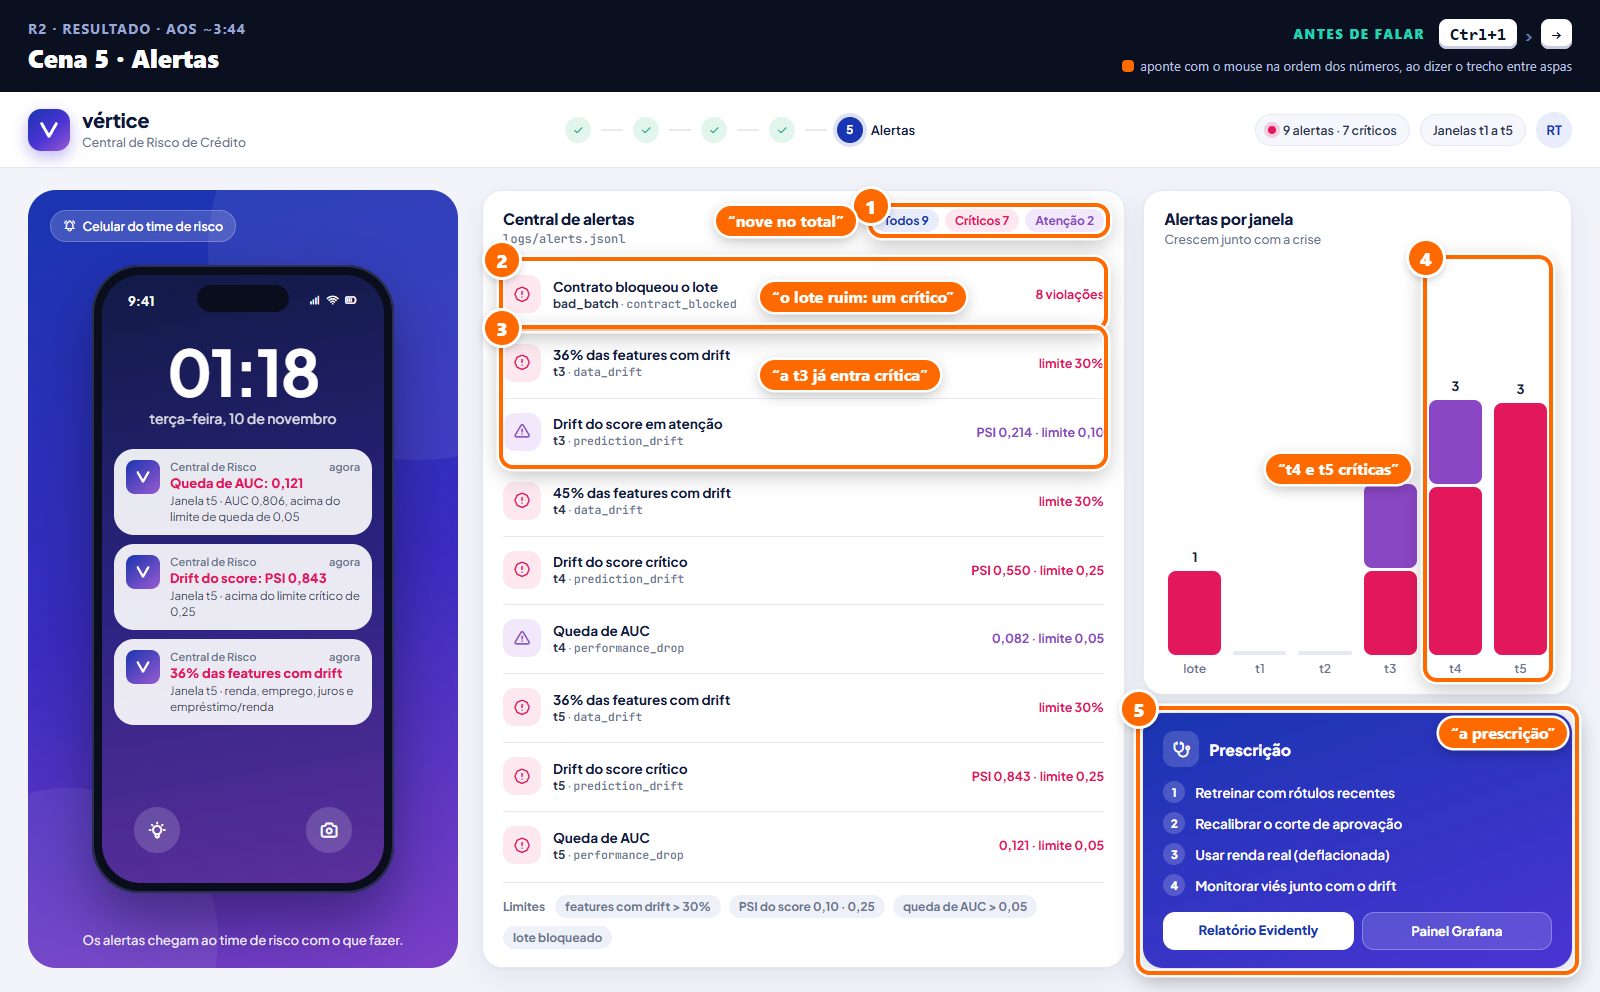 R2 · RESULTADO · AOS ~3:44
Cena 5 · Alertas
ANTES DE FALAR Ctrl+1 › →
aponte com o mouse na ordem dos números, ao dizer o trecho entre aspas
vértice
Central de Risco de Crédito
5 Alertas
9 alertas · 7 críticos
Janelas t1 a t5
RT
Celular do time de risco
9:41
01:18
terça-feira, 10 de novembro
Central de Risco agora
Queda de AUC: 0,121
Janela t5 · AUC 0,806, acima do
limite de queda de 0,05
Central de Risco agora
Drift do score: PSI 0,843
Janela t5 · acima do limite crítico de
0,25
Central de Risco agora
36% das features com drift
Janela t5 · renda, emprego, juros e
empréstimo/renda
Os alertas chegam ao time de risco com o que fazer.
Central de alertas
logs/alerts.jsonl
“nove no total”
1
Todos 9
Críticos 7
Atenção 2
2
Contrato bloqueou o lote
bad_batch · contract_blocked
“o lote ruim: um crítico”
8 violações
3
36% das features com drift
t3 · data_drift
“a t3 já entra crítica”
limite 30%
Drift do score em atenção
t3 · prediction_drift
PSI 0,214 · limite 0,10
45% das features com drift
t4 · data_drift
limite 30%
Drift do score crítico
t4 · prediction_drift
PSI 0,550 · limite 0,25
Queda de AUC
t4 · performance_drop
0,082 · limite 0,05
36% das features com drift
t5 · data_drift
limite 30%
Drift do score crítico
t5 · prediction_drift
PSI 0,843 · limite 0,25
Queda de AUC
t5 · performance_drop
0,121 · limite 0,05
Limites features com drift > 30% PSI do score 0,10 · 0,25 queda de AUC > 0,05
lote bloqueado
Alertas por janela
Crescem junto com a crise
4
3
3
“t4 e t5 críticas”
1
lote t1 t2 t3 t4 t5
5
“a prescrição”
Prescrição
1 Retreinar com rótulos recentes
2 Recalibrar o corte de aprovação
3 Usar renda real (deflacionada)
4 Monitorar viés junto com o drift
Relatório Evidently
Painel Grafana